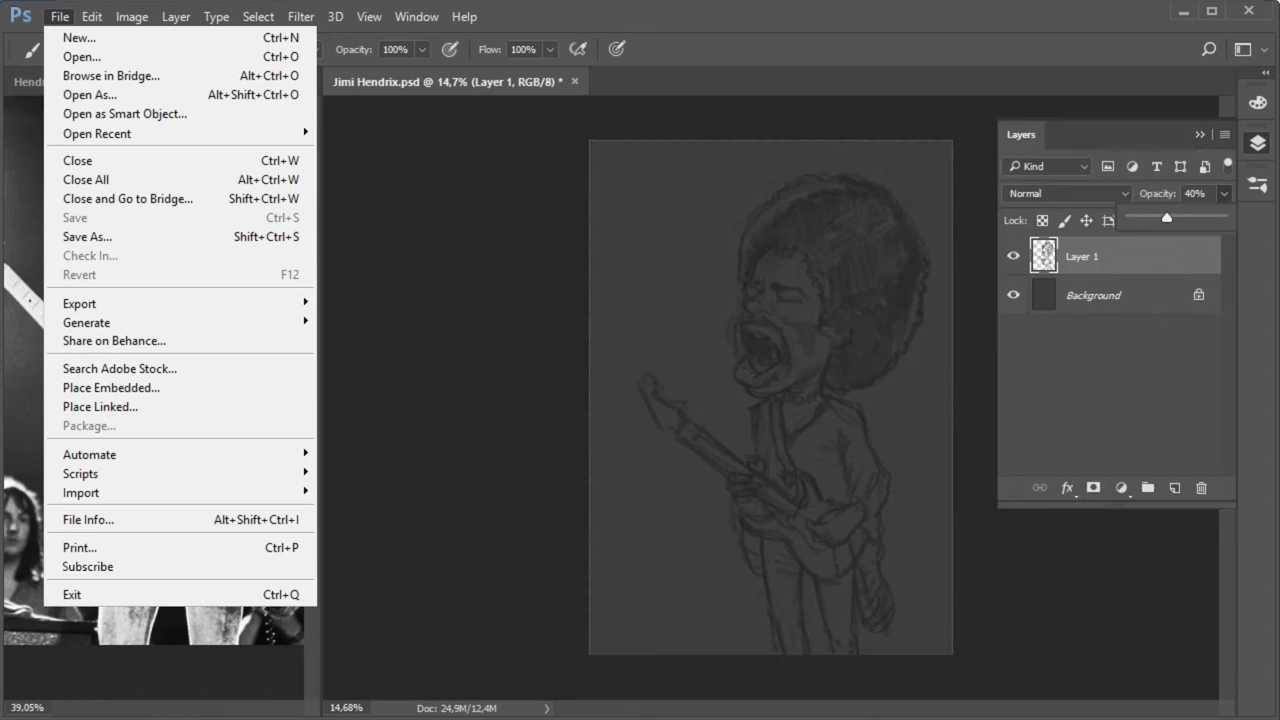 Ps File Edit Image Layer Type Select Filter 3D View Window Help
Opacity: 100% Flow: 100%
Jimi Hendrix.psd @ 14,7% (Layer 1, RGB/8) *
New... Ctrl+N
Open... Ctrl+O
Browse in Bridge... Alt+Ctrl+O
Open As... Alt+Shift+Ctrl+O
Open as Smart Object...
Open Recent
Close Ctrl+W
Close All Alt+Ctrl+W
Close and Go to Bridge... Shift+Ctrl+W
Save Ctrl+S
Save As... Shift+Ctrl+S
Check In...
Revert F12
Export
Generate
Share on Behance...
Search Adobe Stock...
Place Embedded...
Place Linked...
Package...
Automate
Scripts
Import
File Info... Alt+Shift+Ctrl+I
Print... Ctrl+P
Subscribe
Exit Ctrl+Q
Layers
Kind
Normal Opacity: 40%
Lock:
Layer 1
Background
39,05%
14,68% Doc: 24,9M/12,4M